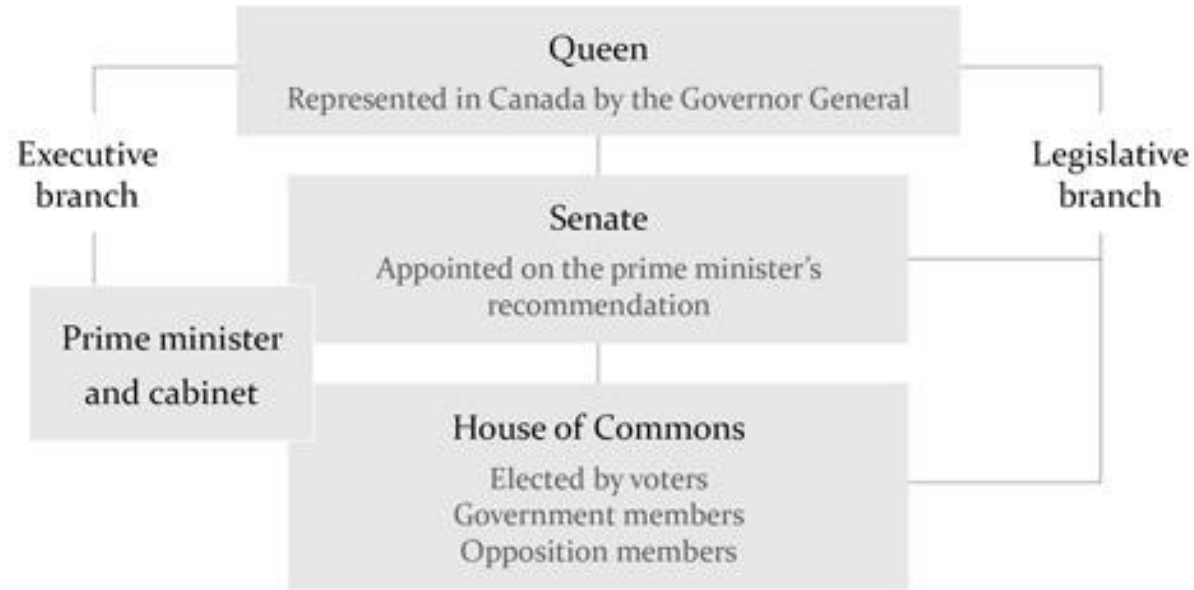 Queen
Represented in Canada by the Governor General
Executive
branch
Legislative
branch
Senate
Appointed on the prime minister's
recommendation
Prime minister
and cabinet
House of Commons
Elected by voters
Government members
Opposition members